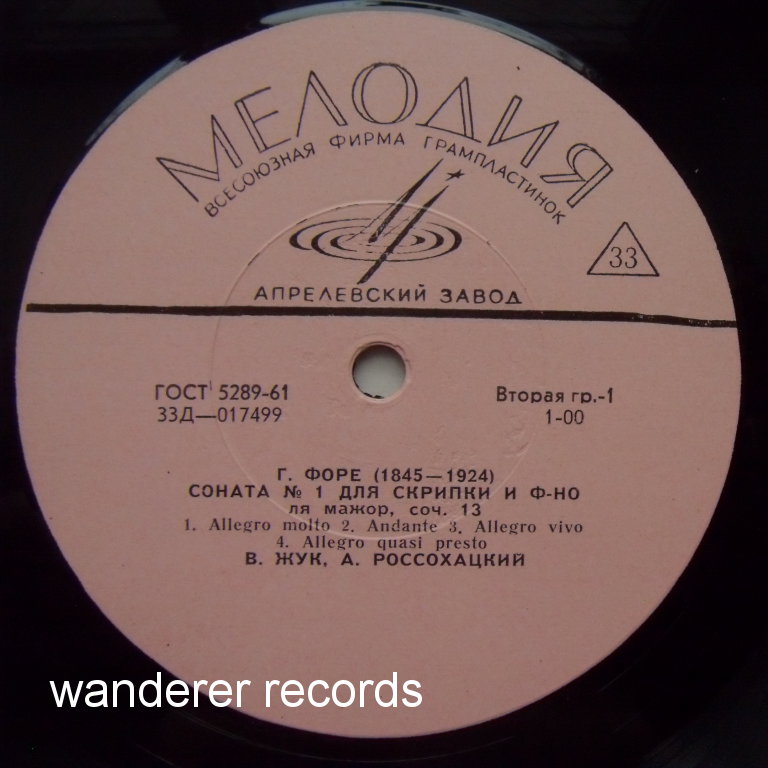 МЕЛОДИЯ
ВСЕСОЮЗНАЯ ФИРМА ГРАМПЛАСТИНОК
33
АПРЕЛЕВСКИЙ ЗАВОД
ГОСТ 5289-61
Вторая гр.-1
33Д—017499
1-00
Г. ФОРЕ (1845—1924)
СОНАТА № 1 ДЛЯ СКРИПКИ И Ф-НО
ля мажор, соч. 13
1. Allegro molto 2. Andante 3. Allegro vivo
4. Allegro quasi presto
В. ЖУК, А. РОССОХАЦКИЙ
wanderer records